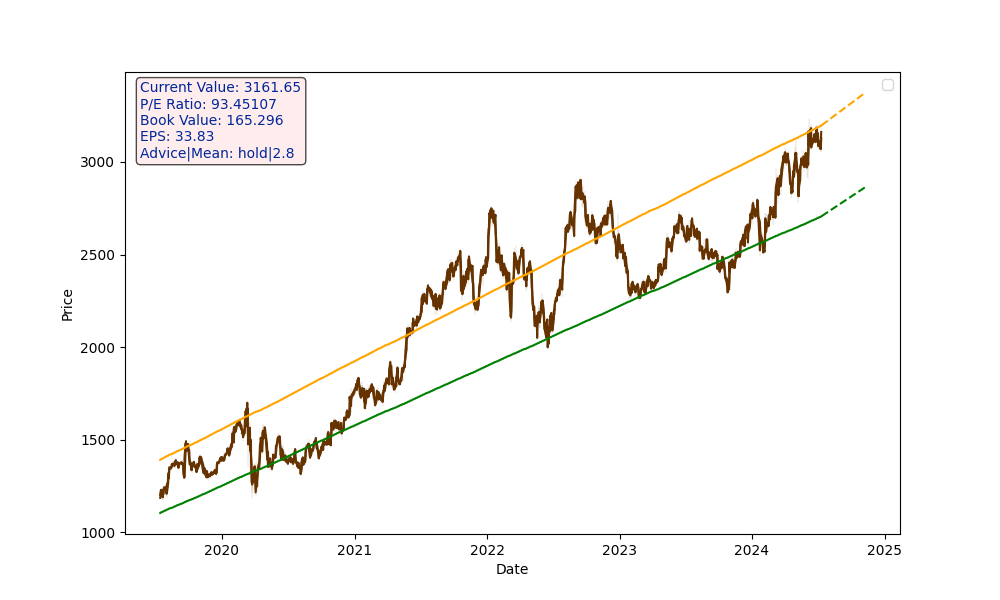 Current Value: 3161.65
P/E Ratio: 93.45107
Book Value: 165.296
EPS: 33.83
Advice|Mean: hold|2.8
Price
3000
2500
2000
1500
1000
2020 2021 2022 2023 2024 2025
Date